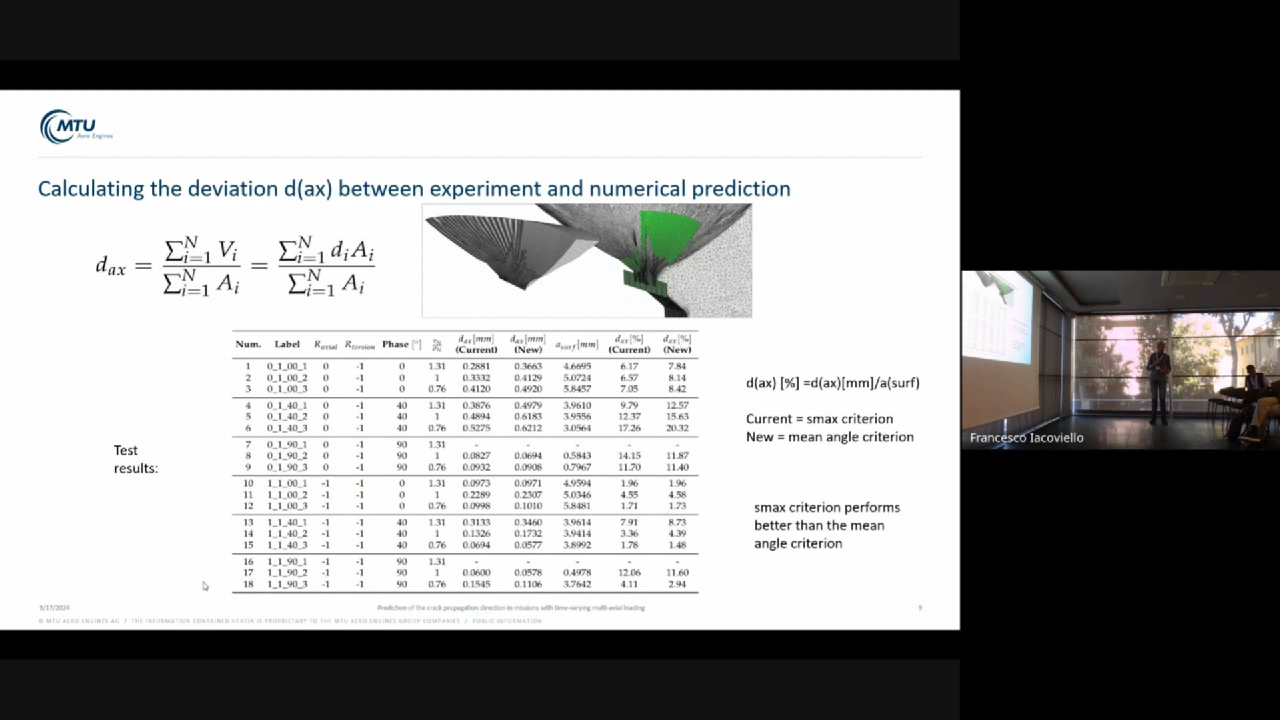 MTU
Aero Engines
Calculating the deviation d(ax) between experiment and numerical prediction
d_ax = ∑_{i=1}^{N} V_i / ∑_{i=1}^{N} A_i = ∑_{i=1}^{N} d_i A_i / ∑_{i=1}^{N} A_i
Num. Label R_axial R_torsion Phase [°] d_ax[mm] (Current) d_ax[mm] (New) a_surf[mm] d_ax[%] (Current) d_ax[%] (New)
1 0_1_00_1 0 -1 0 1.31 0.2881 0.3663 4.6695 6.17 7.84
2 0_1_00_2 0 -1 0 1 0.3332 0.4129 5.0724 6.57 8.14
3 0_1_00_3 0 -1 0 0.76 0.4120 0.4920 5.8457 7.05 8.42
4 0_1_40_1 0 -1 40 1.31 0.3876 0.4979 3.9610 9.79 12.57
5 0_1_40_2 0 -1 40 1 0.4894 0.6183 3.9556 12.37 15.63
6 0_1_40_3 0 -1 40 0.76 0.5275 0.6212 3.0564 17.26 20.32
7 0_1_90_1 0 -1 90 1.31 - - - - -
8 0_1_90_2 0 -1 90 1 0.0827 0.0694 0.5843 14.15 11.87
9 0_1_90_3 0 -1 90 0.76 0.0932 0.0908 0.7967 11.70 11.40
10 1_1_00_1 -1 -1 0 1.31 0.0973 0.0971 4.9594 1.96 1.96
11 1_1_00_2 -1 -1 0 1 0.2289 0.2307 5.0346 4.55 4.58
12 1_1_00_3 -1 -1 0 0.76 0.0998 0.1010 5.8481 1.71 1.73
13 1_1_40_1 -1 -1 40 1.31 0.3133 0.3460 3.9614 7.91 8.73
14 1_1_40_2 -1 -1 40 1 0.1326 0.1732 3.9414 3.36 4.39
15 1_1_40_3 -1 -1 40 0.76 0.0694 0.0577 3.8992 1.78 1.48
16 1_1_90_1 -1 -1 90 1.31 - - - - -
17 1_1_90_2 -1 -1 90 1 0.0600 0.0578 0.4978 12.06 11.60
18 1_1_90_3 -1 -1 90 0.76 0.1545 0.1106 3.7642 4.11 2.94
Test
results:
d(ax) [%] =d(ax)[mm]/a(surf)
Current = smax criterion
New = mean angle criterion
smax criterion performs
better than the mean
angle criterion
9/17/2024
Prediction of the crack propagation direction in missions with time-varying multi-axial loading
9
© MTU AERO ENGINES AG / THE INFORMATION CONTAINED HEREIN IS PROPRIETARY TO THE MTU AERO ENGINES GROUP COMPANIES / PUBLIC INFORMATION
Francesco Iacoviello